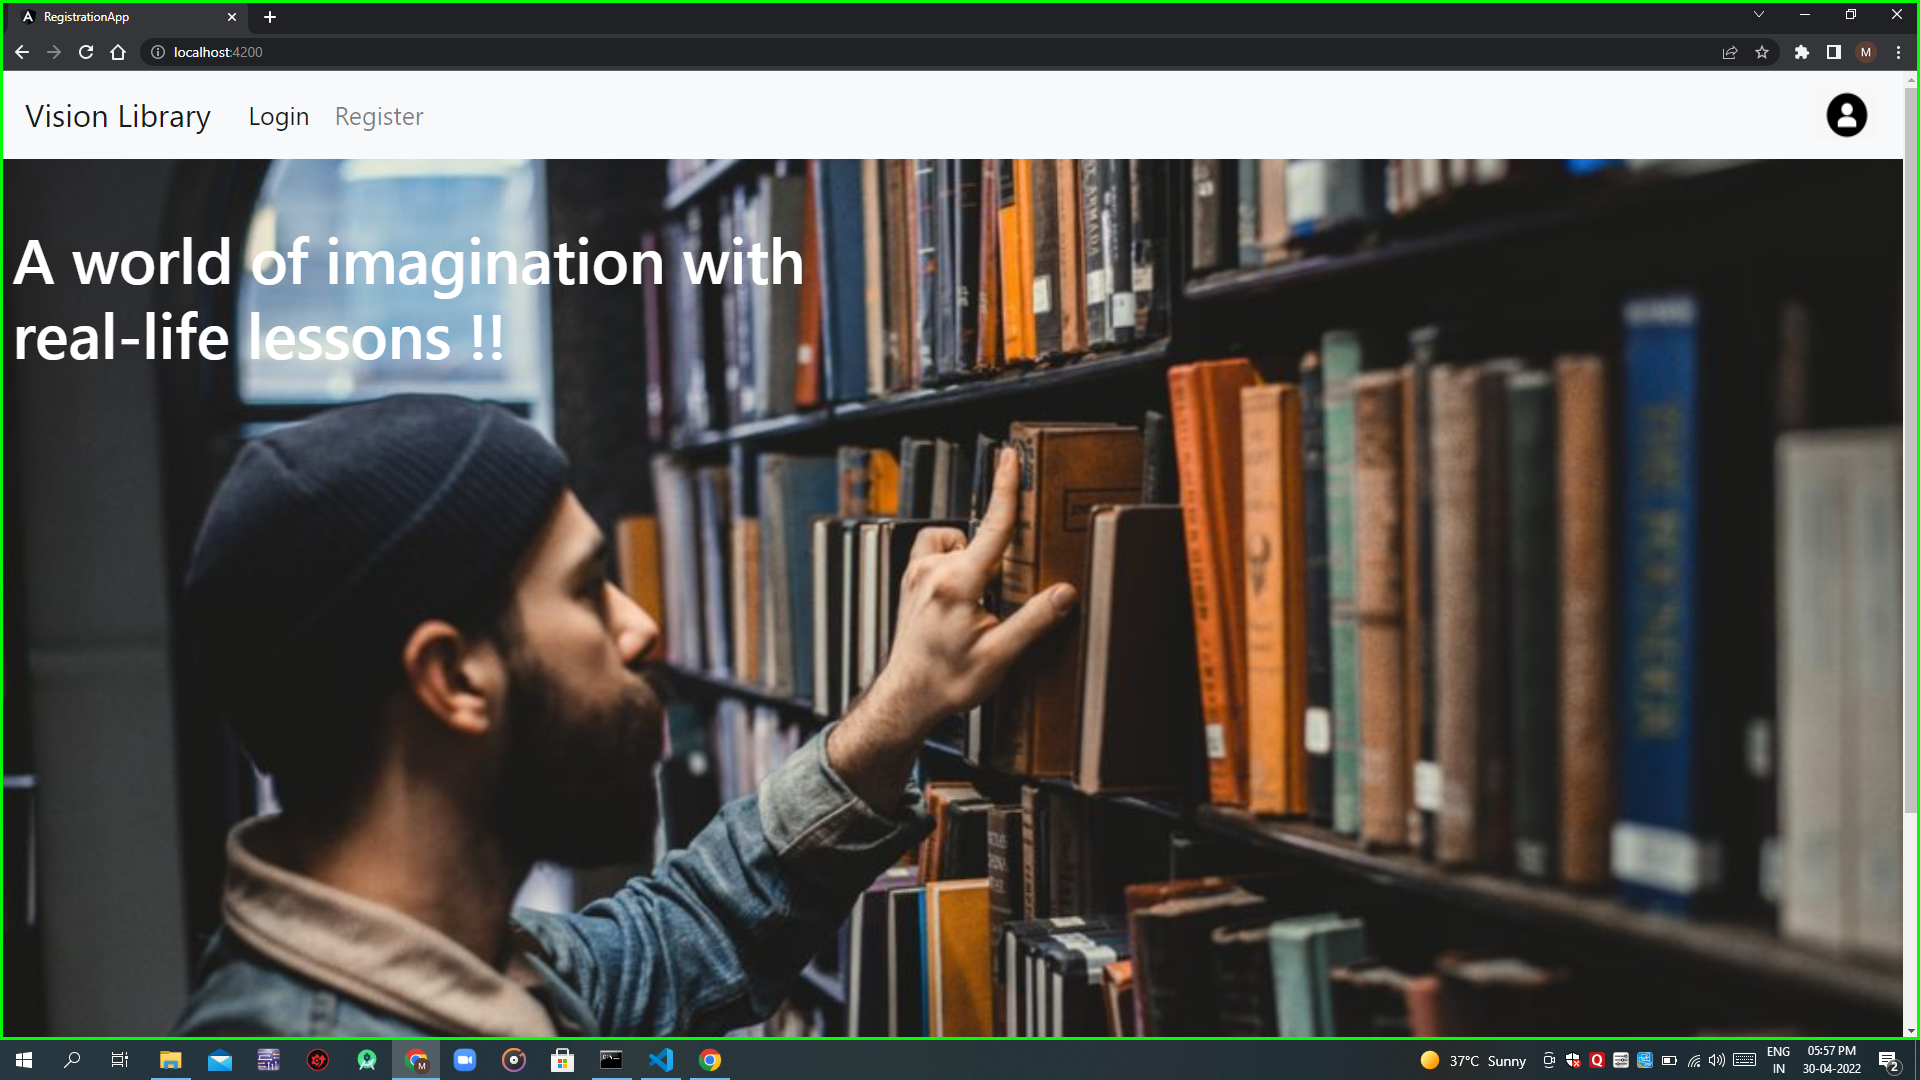 RegistrationApp
localhost:4200
M
Vision Library
Login
Register
A world of imagination with
real-life lessons !!
M
37°C Sunny
ENG
IN
05:57 PM
30-04-2022
2